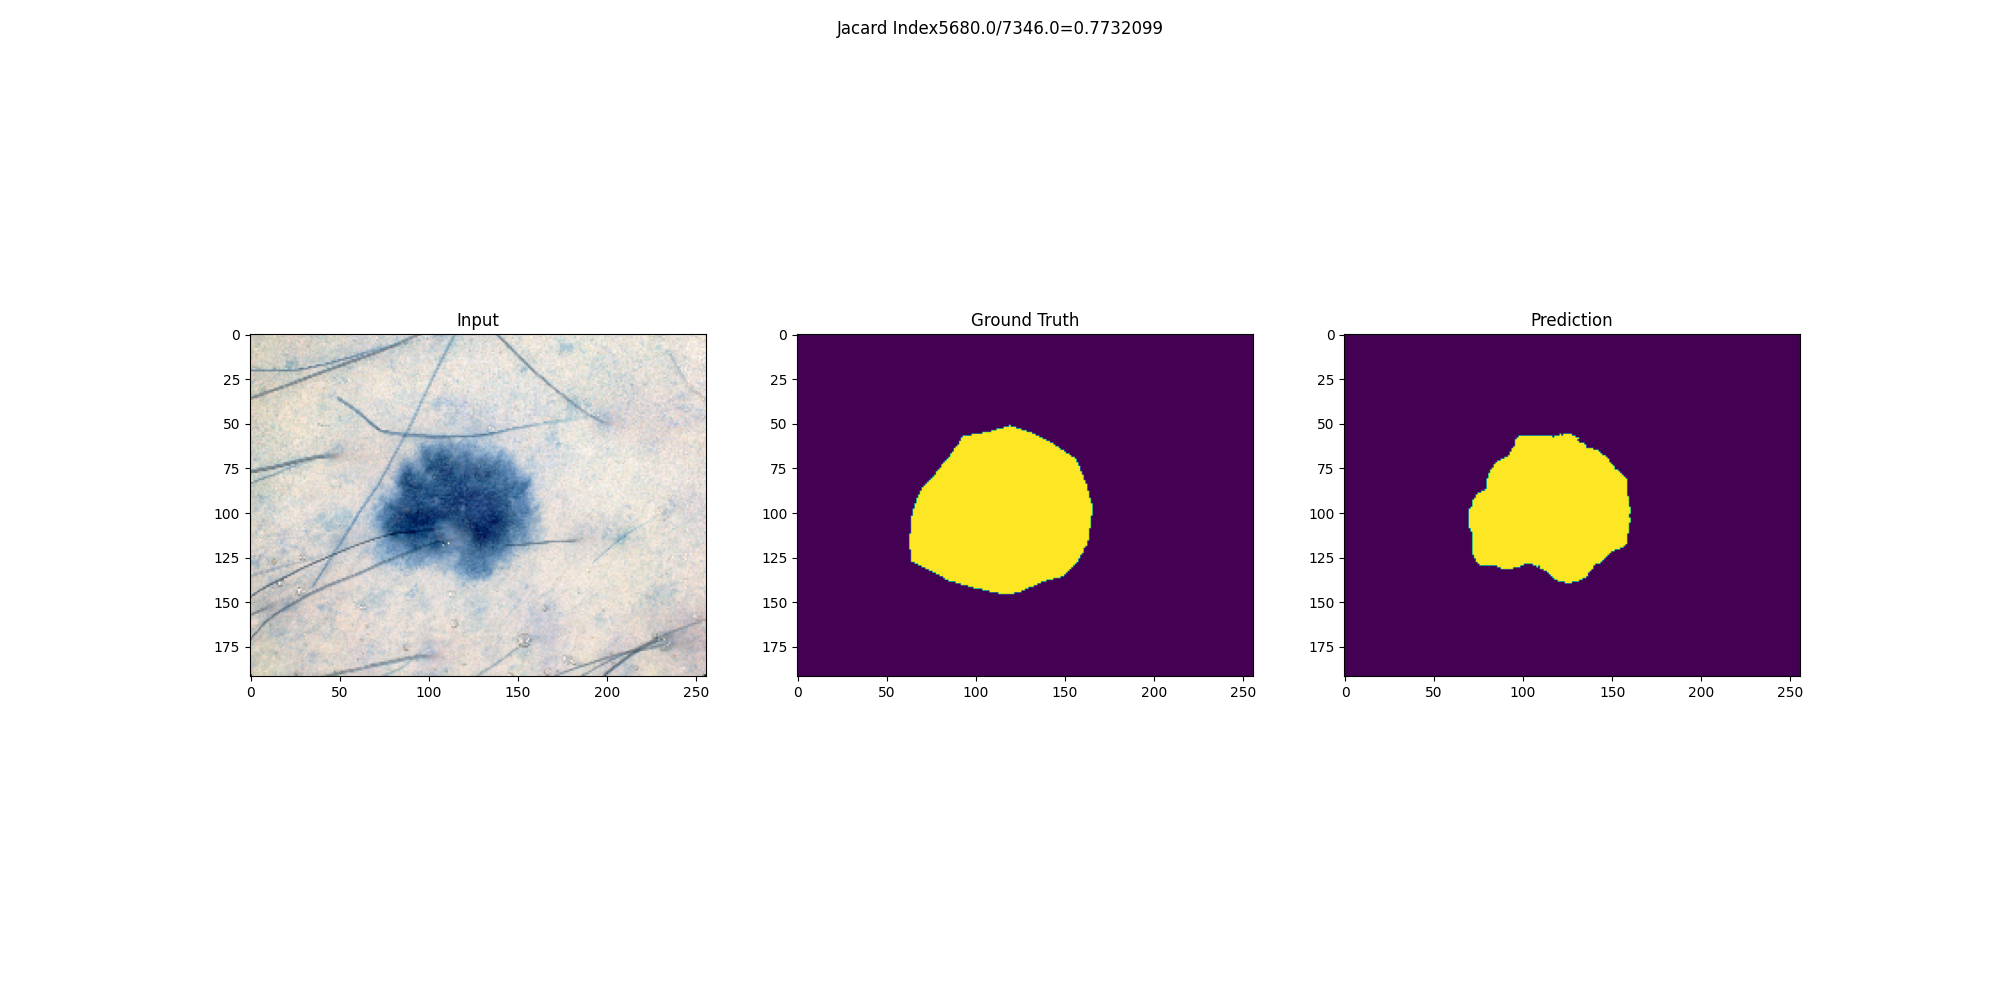 Jacard Index5680.0/7346.0=0.7732099
Input Ground Truth Prediction
0 0 0
25 25 25
50 50 50
75 75 75
100 100 100
125 125 125
150 150 150
175 175 175
0 50 100 150 200 250 0 50 100 150 200 250 0 50 100 150 200 250